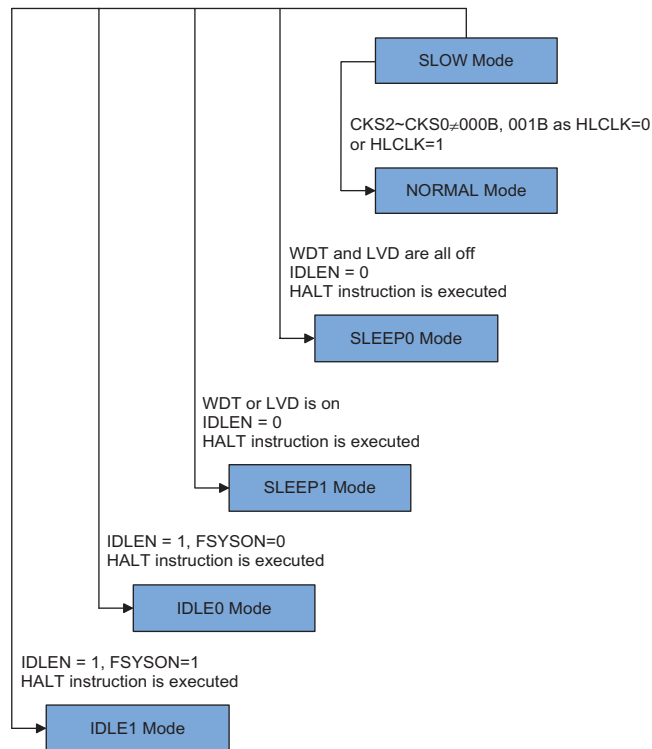 SLOW Mode
CKS2~CKS0≠000B, 001B as HLCLK=0
or HLCLK=1
NORMAL Mode
WDT and LVD are all off
IDLEN = 0
HALT instruction is executed
SLEEP0 Mode
WDT or LVD is on
IDLEN = 0
HALT instruction is executed
SLEEP1 Mode
IDLEN = 1, FSYSON=0
HALT instruction is executed
IDLE0 Mode
IDLEN = 1, FSYSON=1
HALT instruction is executed
IDLE1 Mode